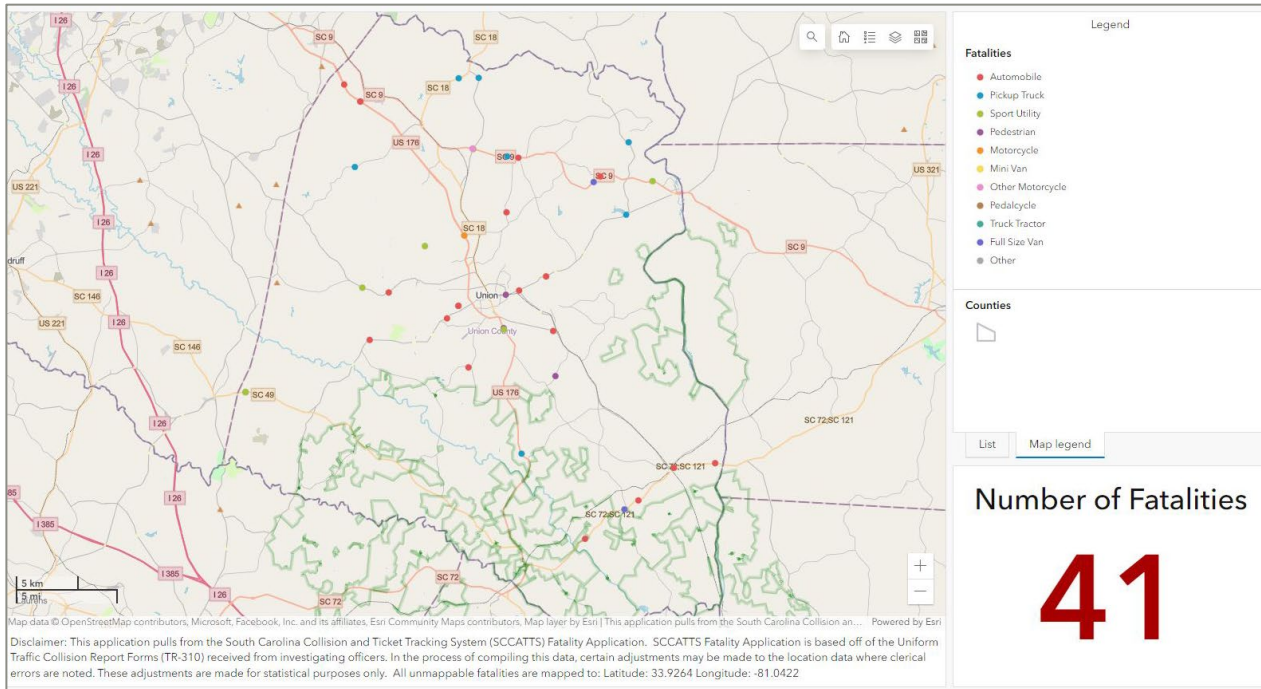 I 26
SC 9
SC 18
SC 9
SC 18
I 26
US 176
I 26
SC 9
US 321
US 221
SC 9
I 26
SC 18
SC 9
druff
I 26
SC 146
Union
US 221
I 26
Union County
SC 146
SC 49
US 176
I 26
SC 72;SC 121
I 385
I 26
SC 72;SC 121
I 385
SC 72
I 26
5 km
5 mi
Laurens
Map data © OpenStreetMap contributors, Microsoft, Facebook, Inc. and its affiliates, Esri Community Maps contributors, Map layer by Esri | This application pulls from the South Carolina Collision an... Powered by Esri
Disclaimer: This application pulls from the South Carolina Collision and Ticket Tracking System (SCCATTS) Fatality Application. SCCATTS Fatality Application is based off of the Uniform
Traffic Collision Report Forms (TR-310) received from investigating officers. In the process of compiling this data, certain adjustments may be made to the location data where clerical
errors are noted. These adjustments are made for statistical purposes only. All unmappable fatalities are mapped to: Latitude: 33.9264 Longitude: -81.0422
Legend
Fatalities
Automobile
Pickup Truck
Sport Utility
Pedestrian
Motorcycle
Mini Van
Other Motorcycle
Pedalcycle
Truck Tractor
Full Size Van
Other
Counties
List
Map legend
Number of Fatalities
41